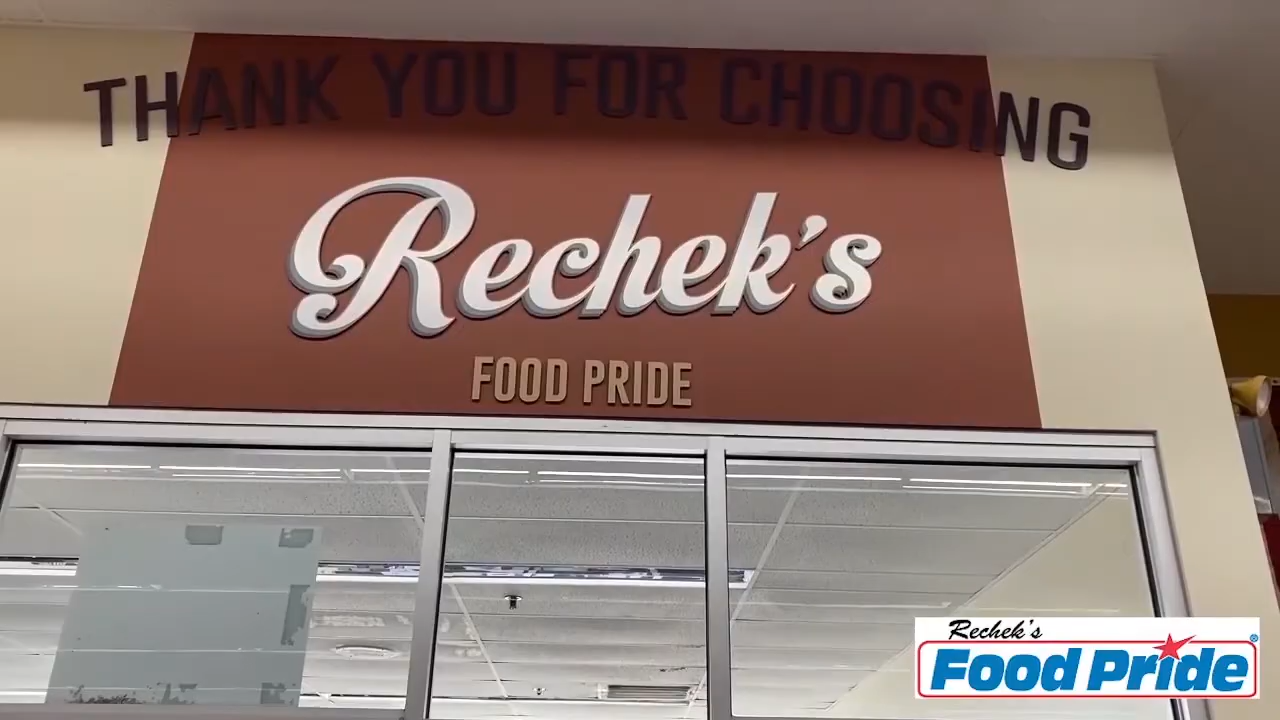 THANK YOU FOR CHOOSING
Rechek's
FOOD PRIDE
Rechek's
Food Pride®